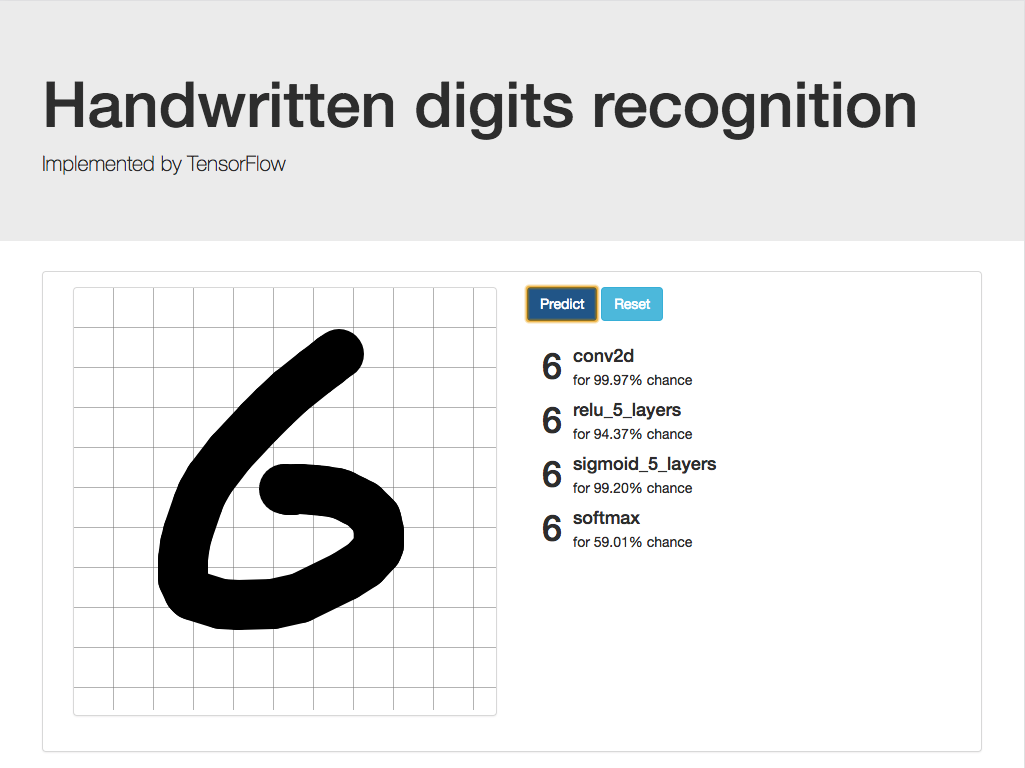 Handwritten digits recognition
Implemented by TensorFlow
6
Predict Reset
6 conv2d
for 99.97% chance
6 relu_5_layers
for 94.37% chance
6 sigmoid_5_layers
for 99.20% chance
6 softmax
for 59.01% chance